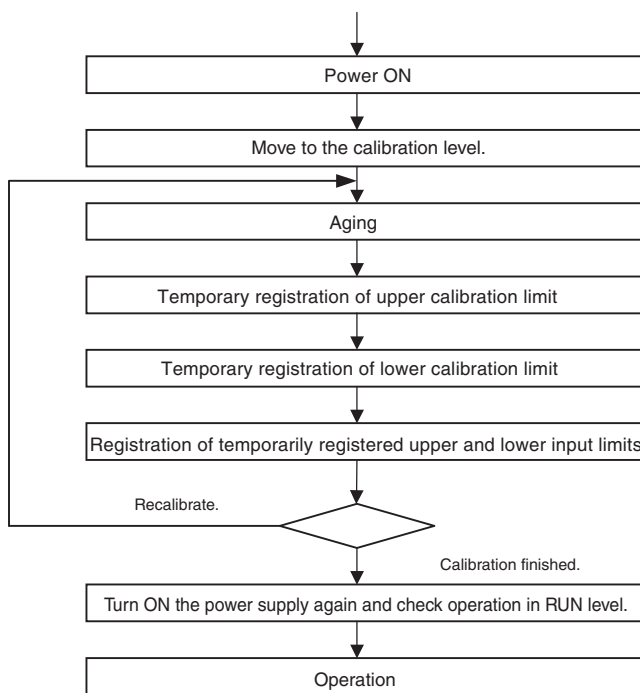 Power ON
Move to the calibration level.
Aging
Temporary registration of upper calibration limit
Temporary registration of lower calibration limit
Registration of temporarily registered upper and lower input limits
Recalibrate.
Calibration finished.
Turn ON the power supply again and check operation in RUN level.
Operation